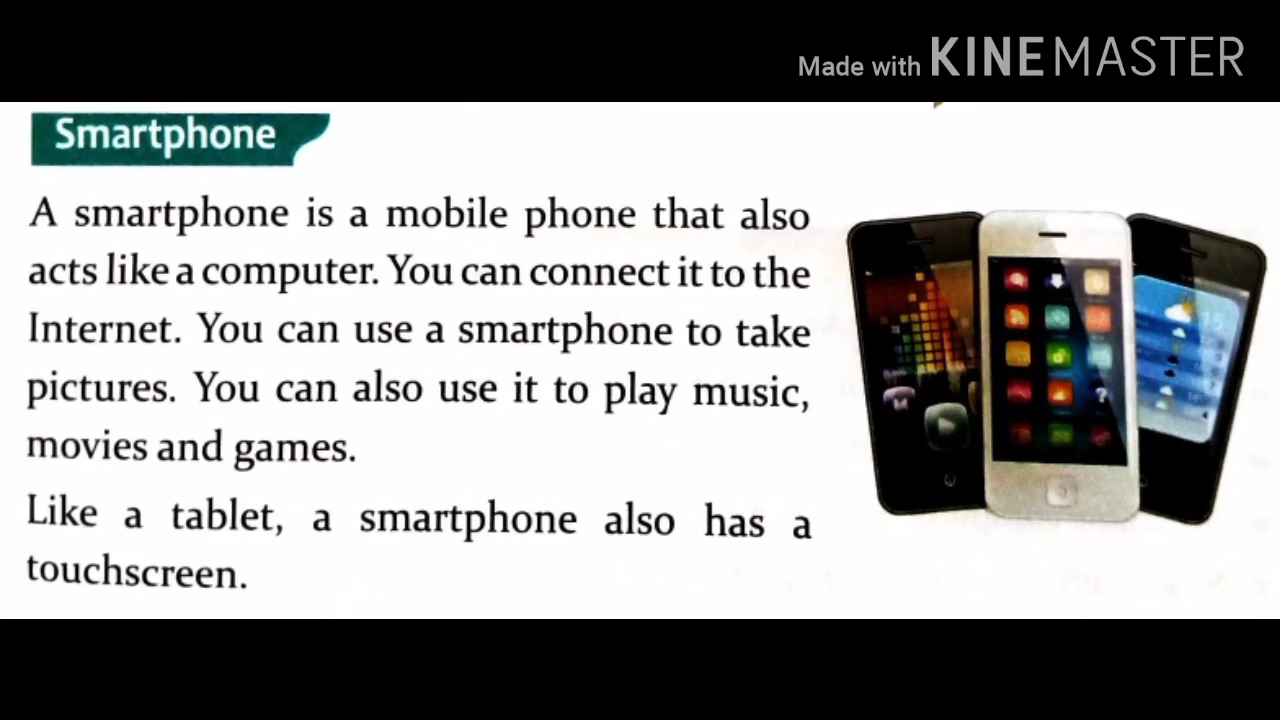 Made with KINEMASTER
Smartphone
A smartphone is a mobile phone that also
acts like a computer. You can connect it to the
Internet. You can use a smartphone to take
pictures. You can also use it to play music,
movies and games.
Like a tablet, a smartphone also has a
touchscreen.